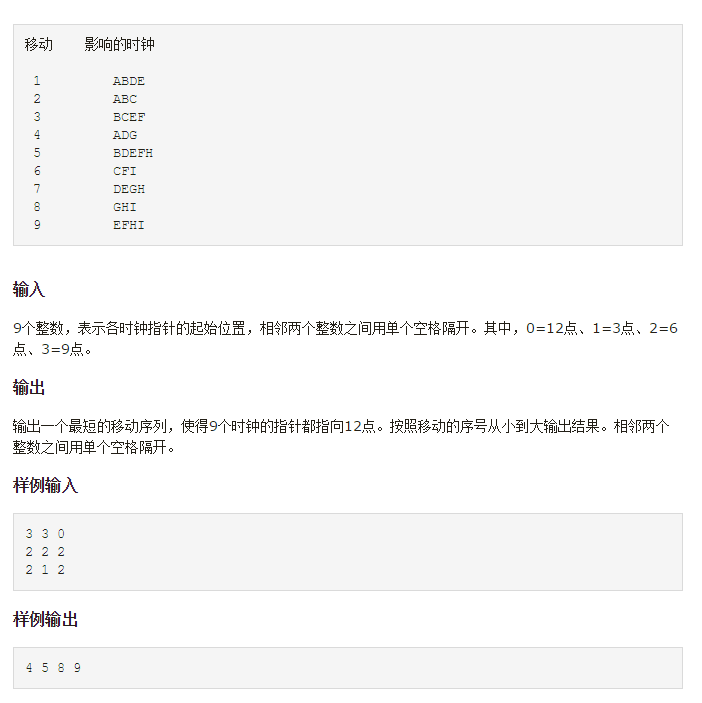 移动 影响的时钟
1 ABDE
2 ABC
3 BCEF
4 ADG
5 BDEFH
6 CFI
7 DEGH
8 GHI
9 EFHI
输入
9个整数，表示各时钟指针的起始位置，相邻两个整数之间用单个空格隔开。其中，0=12点、1=3点、2=6
点、3=9点。
输出
输出一个最短的移动序列，使得9个时钟的指针都指向12点。按照移动的序号从小到大输出结果。相邻两个
整数之间用单个空格隔开。
样例输入
3 3 0
2 2 2
2 1 2
样例输出
4 5 8 9